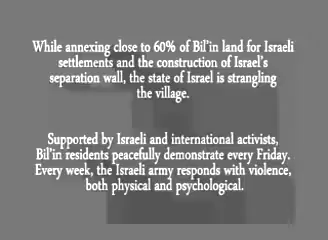 While annexing close to 60% of Bil'in land for Israeli
settlements and the construction of Israel's
separation wall, the state of Israel is strangling
the village.
Supported by Israeli and international activists,
Bil'in residents peacefully demonstrate every Friday.
Every week, the Israeli army responds with violence,
both physical and psychological.